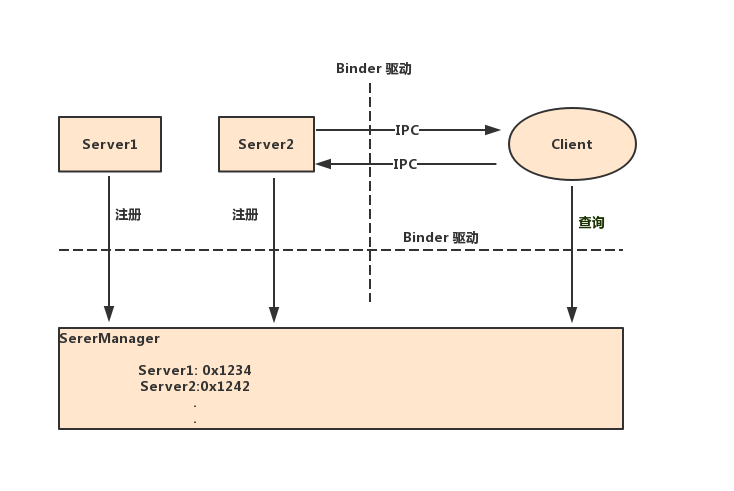 Binder 驱动
Server1
Server2
IPC
IPC
Client
注册
注册
查询
Binder 驱动
SererManager
Server1: 0x1234
Server2:0x1242
.
.